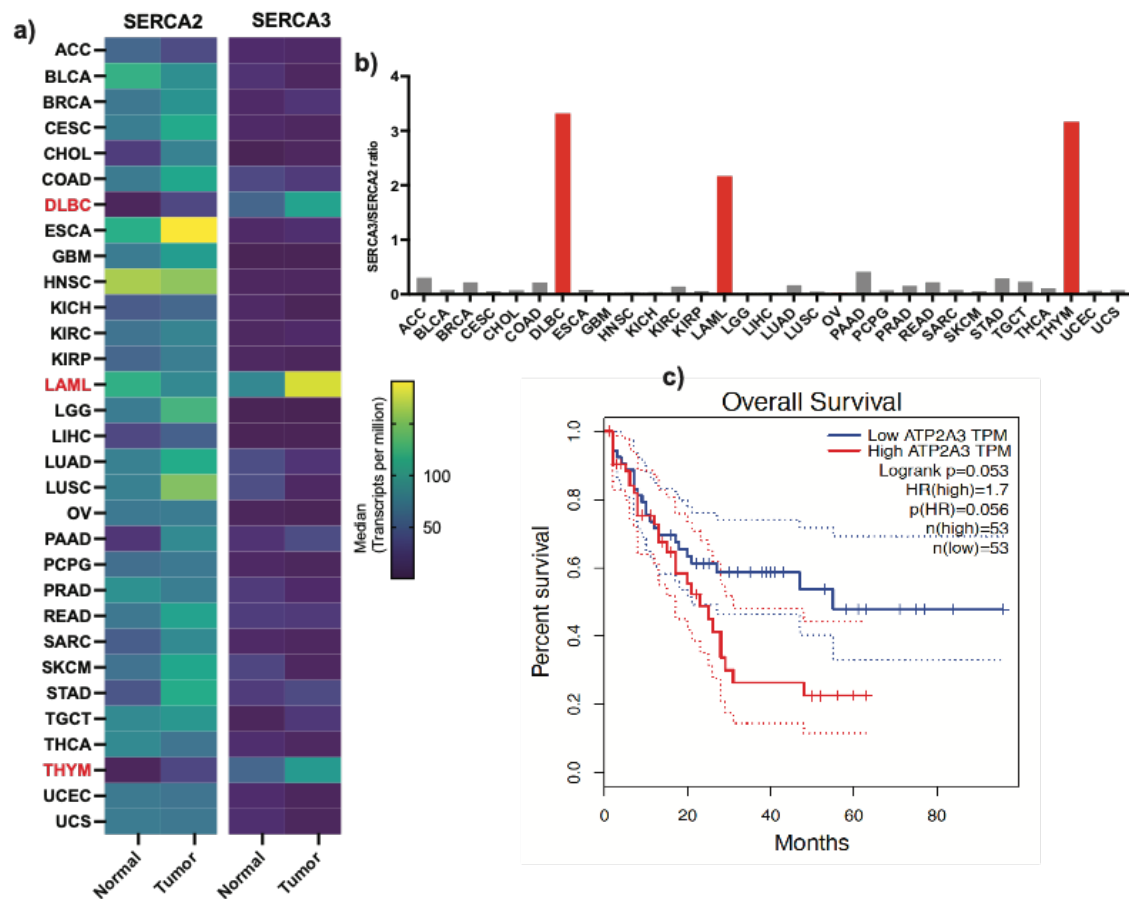 a)
SERCA2 SERCA3
ACC
BLCA
BRCA
CESC
CHOL
COAD
DLBC
ESCA
GBM
HNSC
KICH
KIRC
KIRP
LAML
LGG
LIHC
LUAD
LUSC
OV
PAAD
PCPG
PRAD
READ
SARC
SKCM
STAD
TGCT
THCA
THYM
UCEC
UCS
Normal Tumor Normal Tumor
Median
(Transcripts per million)
100
50
b)
SERCA3/SERCA2 ratio
4
3
2
1
0
ACC BLCA BRCA CESC CHOL COAD DLBC ESCA GBM HNSC KICH KIRC KIRP LAML LGG LIHC LUAD LUSC OV PAAD PCPG PRAD READ SARC SKCM STAD TGCT THCA THYM UCEC UCS
c)
Overall Survival
Low ATP2A3 TPM
High ATP2A3 TPM
Logrank p=0.053
HR(high)=1.7
p(HR)=0.056
n(high)=53
n(low)=53
Percent survival
1.0
0.8
0.6
0.4
0.2
0.0
0 20 40 60 80
Months